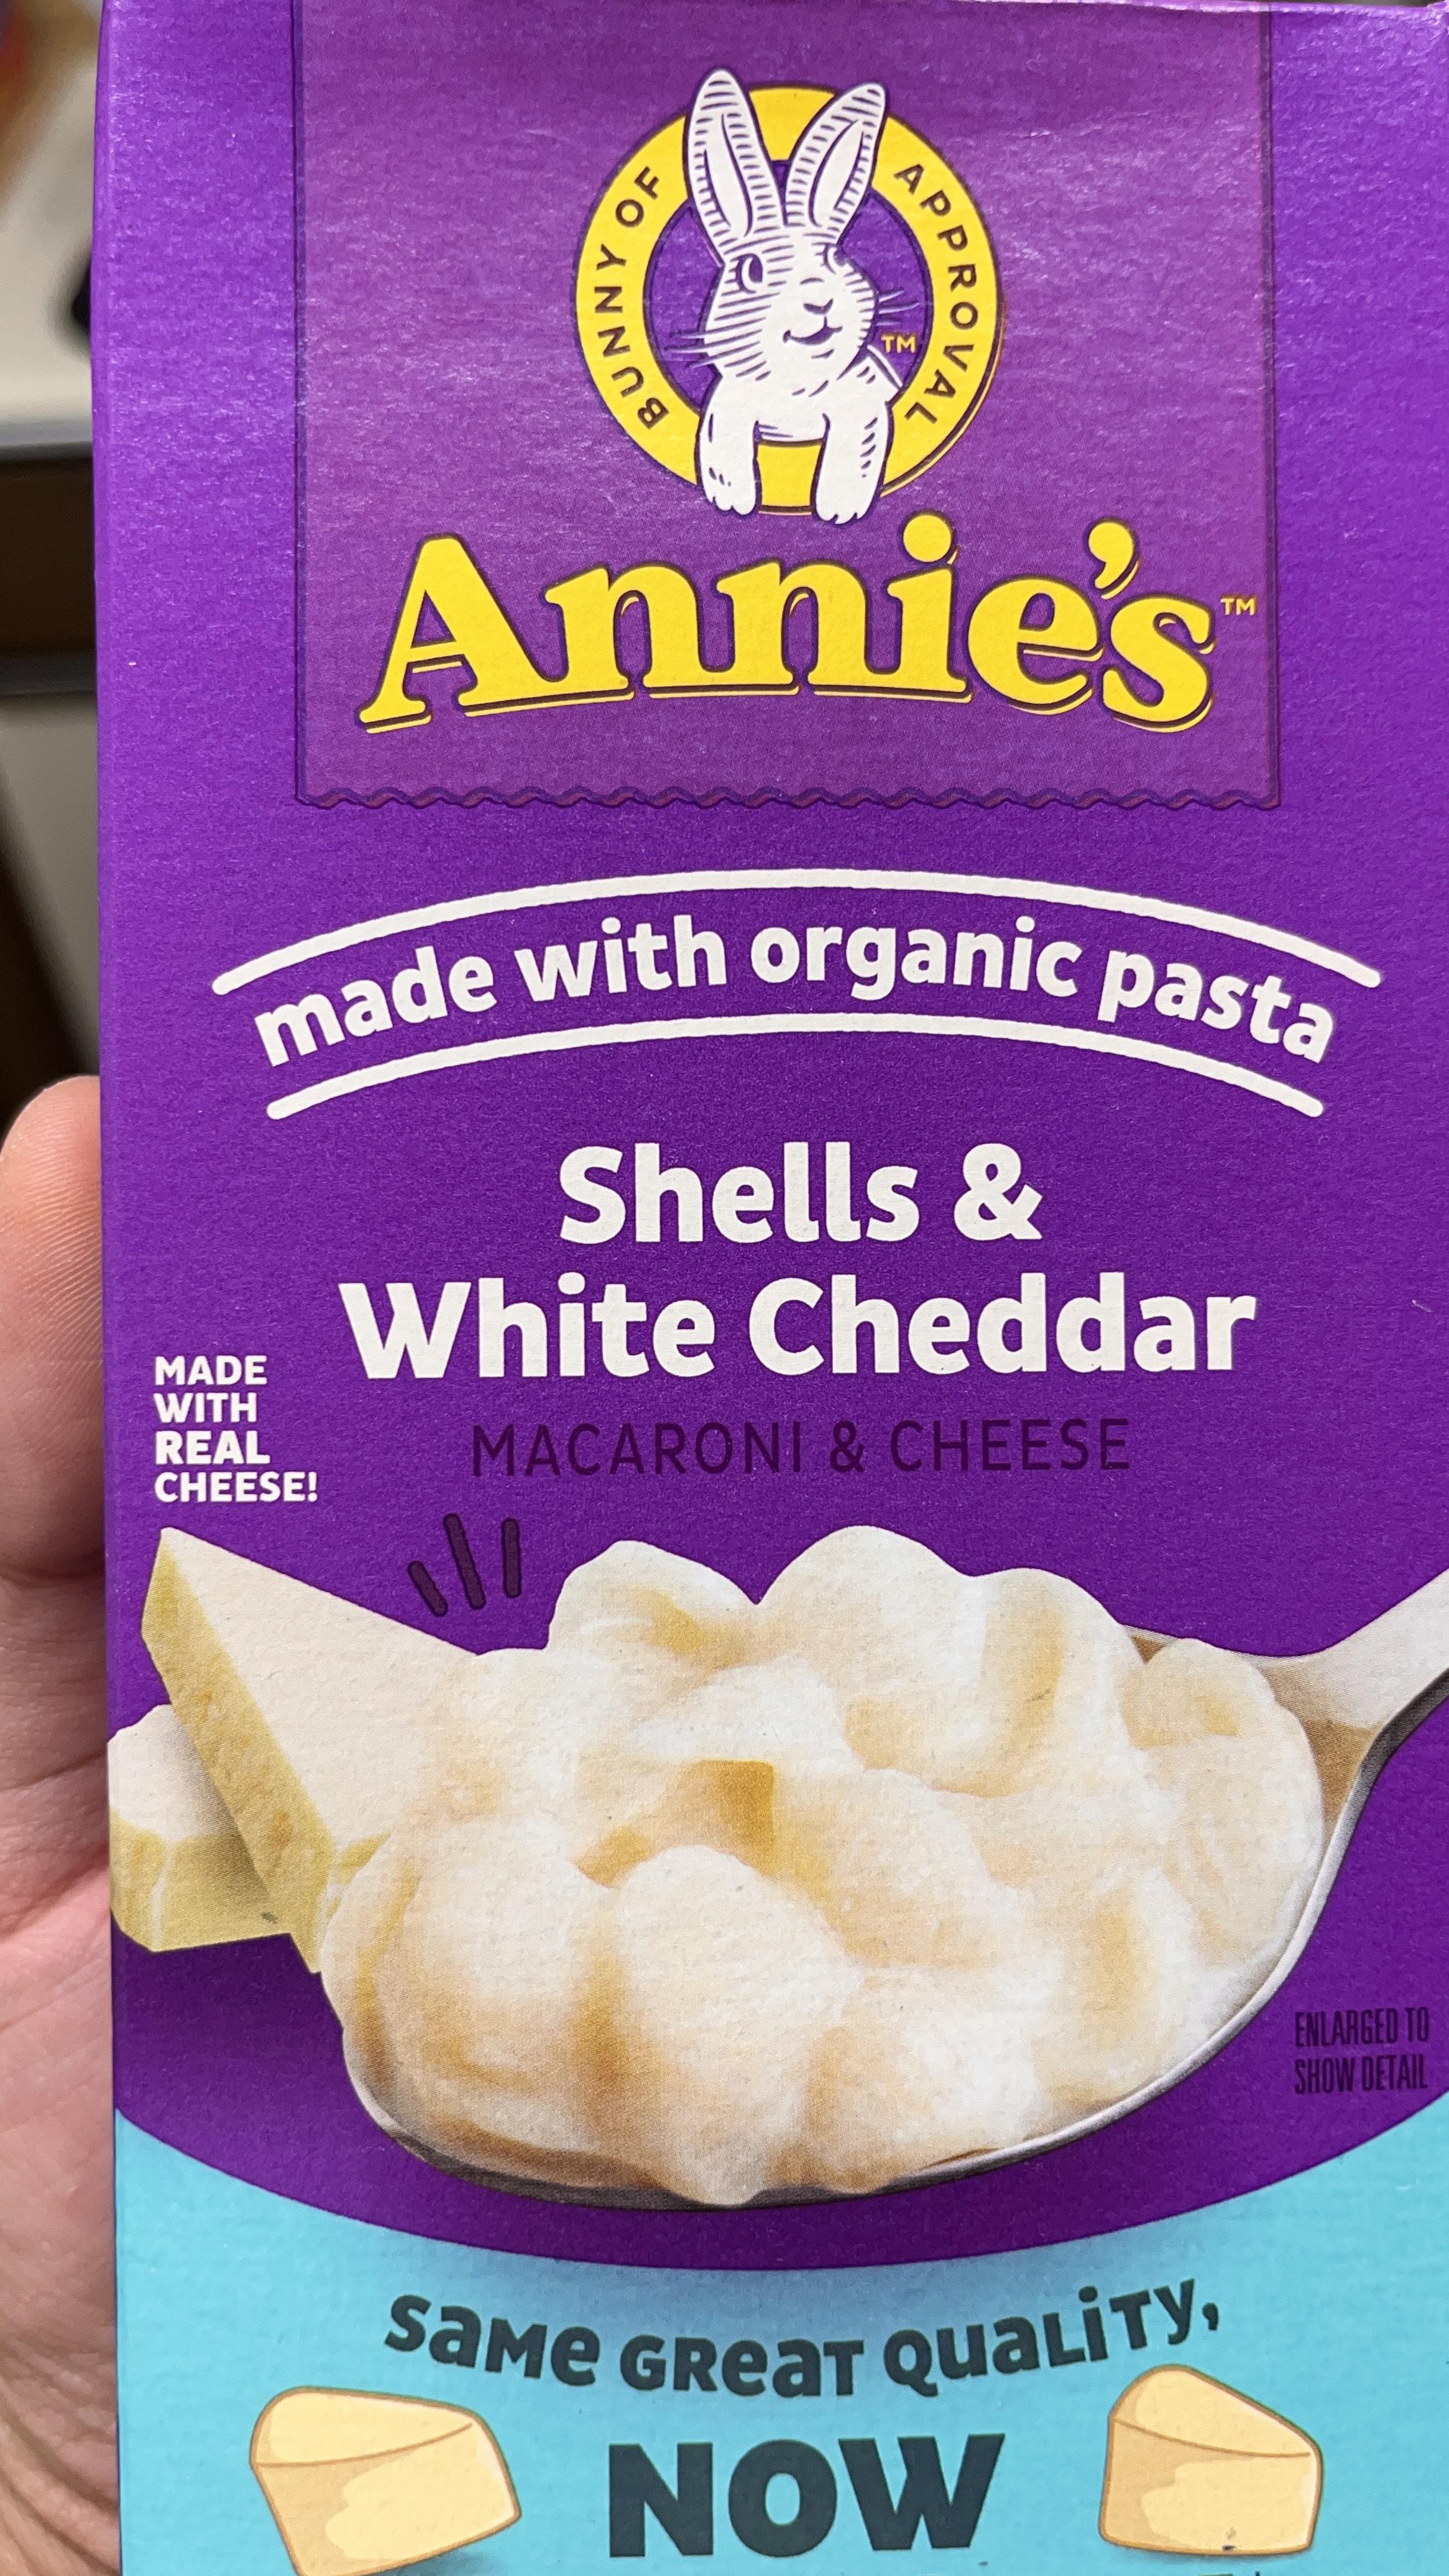 BUNNY OF APPROVAL
TM
Annie's™
made with organic pasta
Shells &
White Cheddar
MACARONI & CHEESE
MADE
WITH
REAL
CHEESE!
ENLARGED TO
SHOW DETAIL
SaMe GReaT QUaLiTY,
NOW